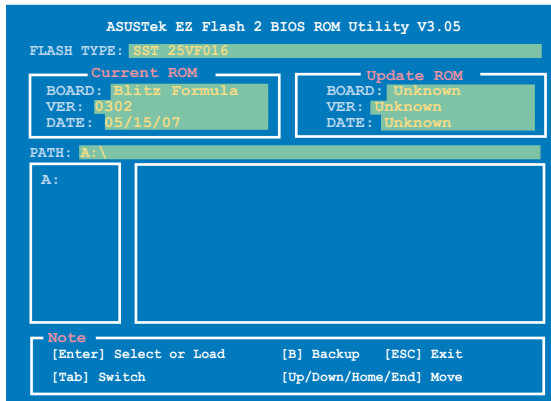 ASUSTek EZ Flash 2 BIOS ROM Utility V3.05
FLASH TYPE: SST 25VF016
Current ROM
BOARD: Blitz Formula
VER: 0302
DATE: 05/15/07
Update ROM
BOARD: Unknown
VER: Unknown
DATE: Unknown
PATH: A:\
A:
Note
[Enter] Select or Load [B] Backup [ESC] Exit
[Tab] Switch [Up/Down/Home/End] Move